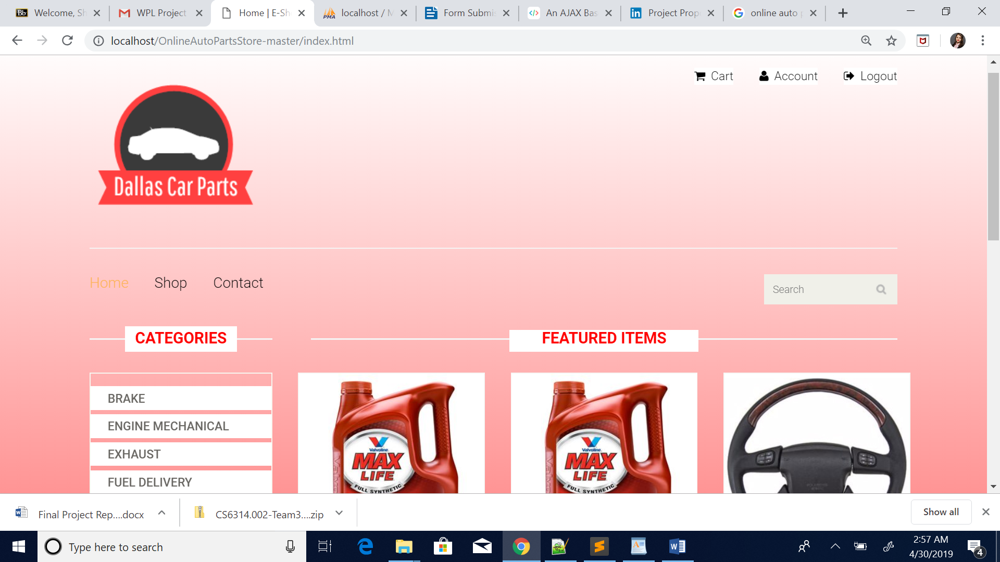 Welcome, Sh
WPL Project
Home | E-Sh
localhost / M
Form Submis
An AJAX Bas
Project Propo
online auto p
localhost/OnlineAutoPartsStore-master/index.html
Cart
Account
Logout
Dallas Car Parts
Home
Shop
Contact
Search
CATEGORIES
FEATURED ITEMS
BRAKE
ENGINE MECHANICAL
EXHAUST
FUEL DELIVERY
Valvoline
MAX
LIFE
FULL SYNTHETIC
Valvoline
MAX
LIFE
FULL SYNTHETIC
Final Project Rep....docx
CS6314.002-Team3....zip
Show all
Type here to search
2:57 AM
4/30/2019
4